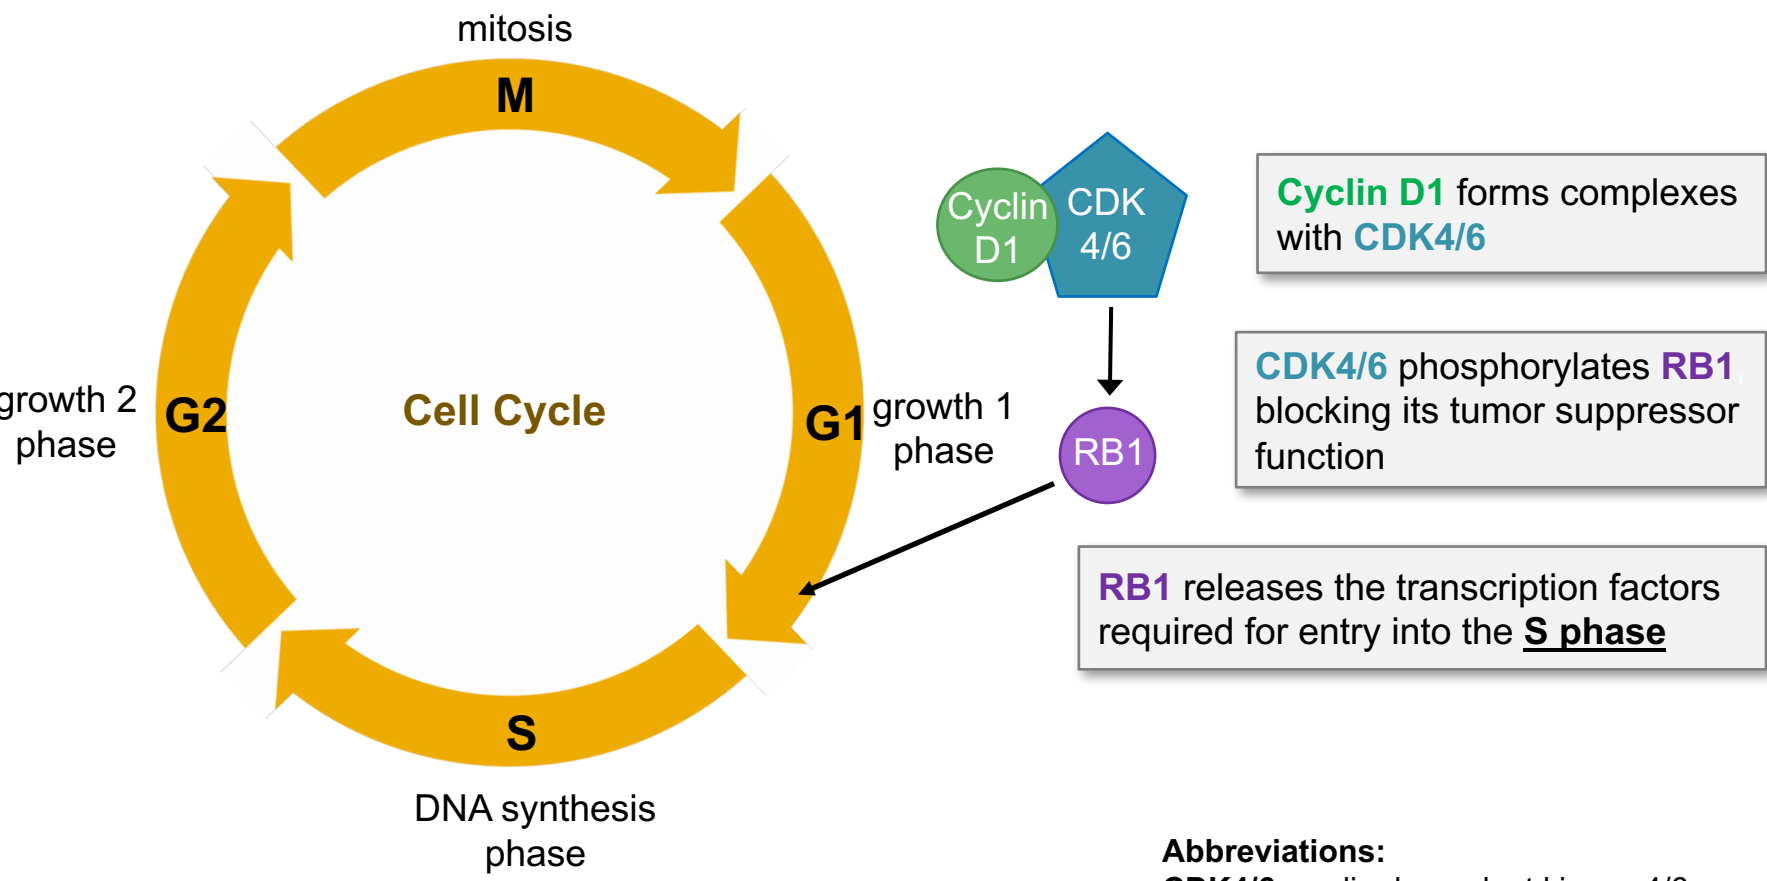 mitosis
M
Cyclin
D1
CDK
4/6
Cyclin D1 forms complexes
with CDK4/6
CDK4/6 phosphorylates RB1,
blocking its tumor suppressor
function
growth 2
phase
G2
Cell Cycle
G1
growth 1
phase
RB1
RB1 releases the transcription factors
required for entry into the S phase
S
DNA synthesis
phase
Abbreviations: